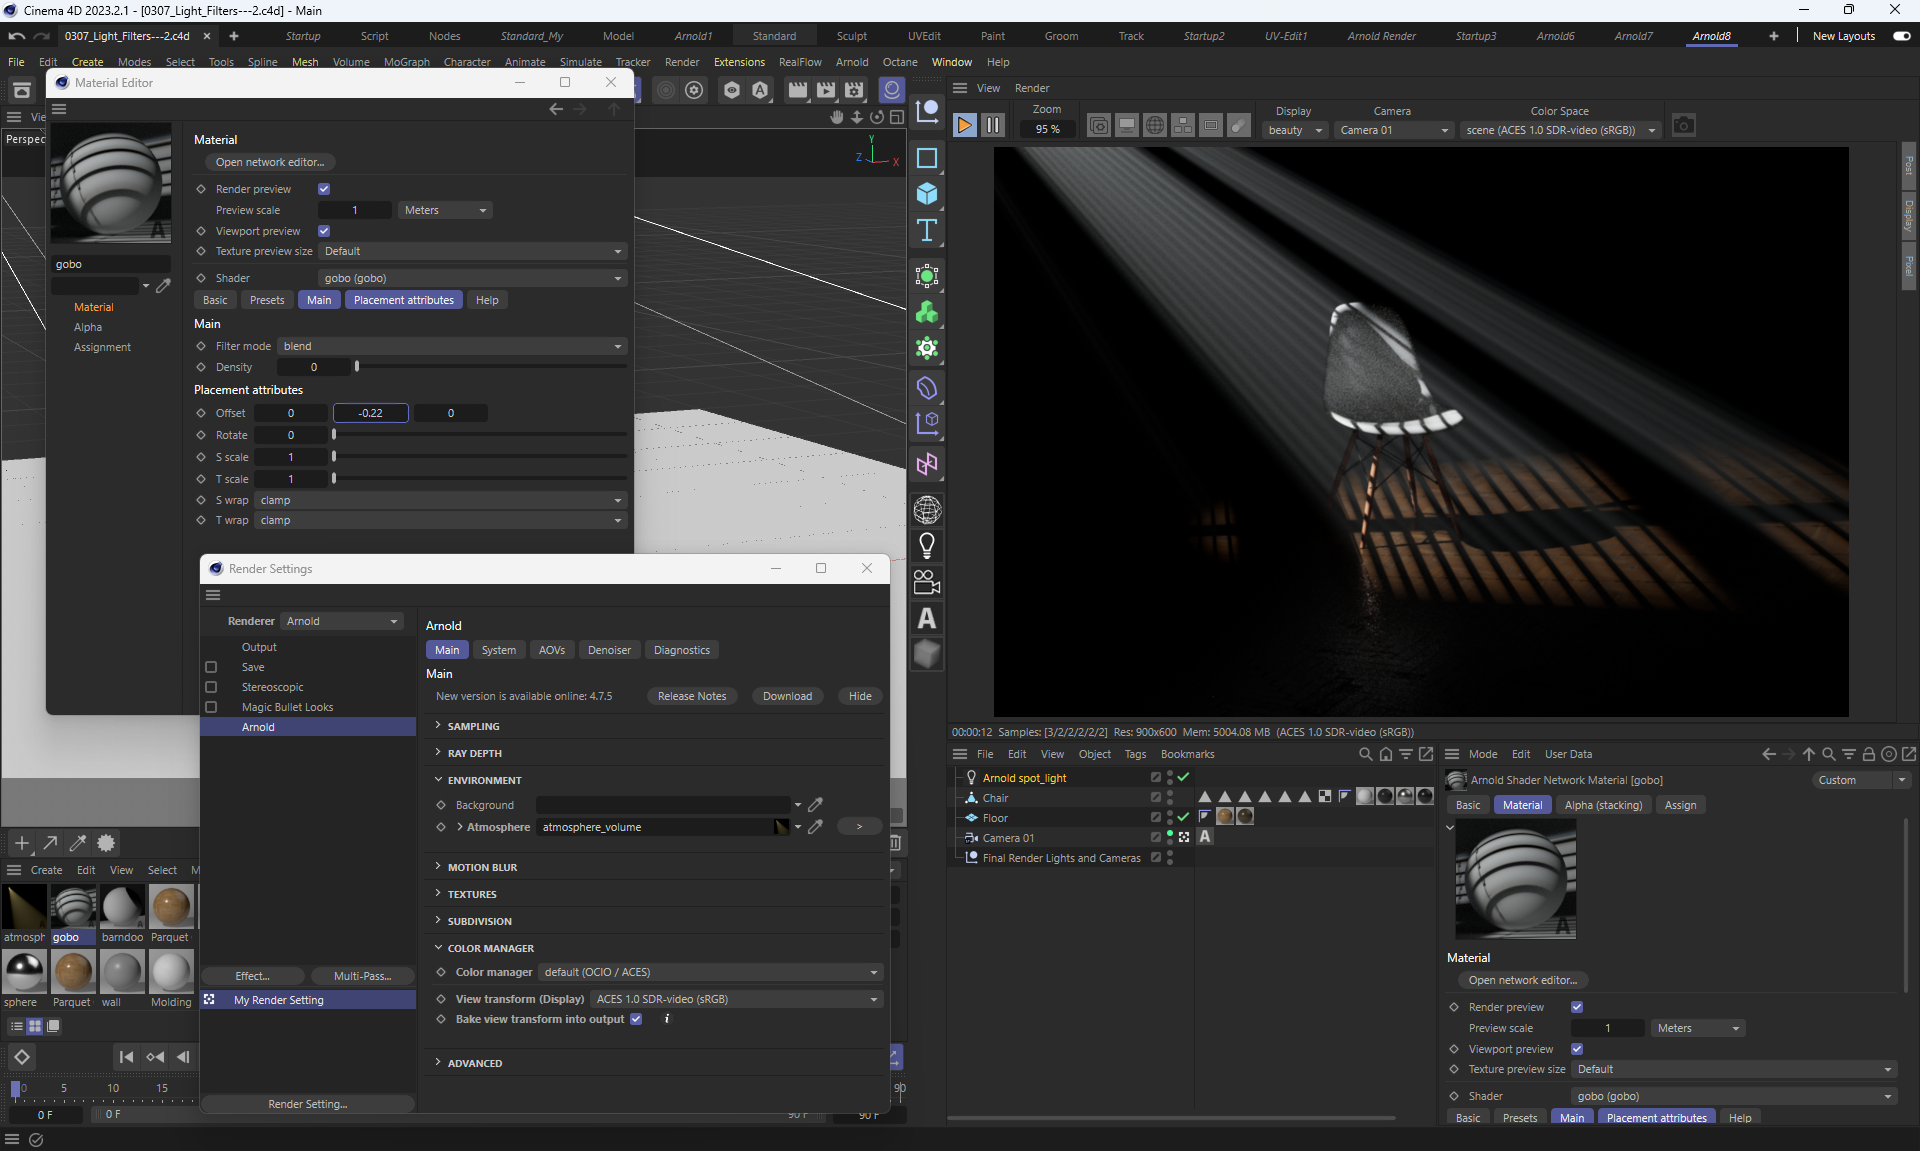 Cinema 4D 2023.2.1 - [0307_Light_Filters---2.c4d] - Main
0307_Light_Filters---2.c4d
Startup Script Nodes Standard_My Model Arnold1 Standard Sculpt UVEdit Paint Groom Track Startup2 UV-Edit1 Arnold Render Startup3 Arnold6 Arnold7 Arnold8 New Layouts
File Edit Create Modes Select Tools Spline Mesh Volume MoGraph Character Animate Simulate Tracker Render Extensions RealFlow Arnold Octane Window Help
Material Editor
gobo
Material
Alpha
Assignment
Material
Open network editor...
Render preview
Preview scale 1 Meters
Viewport preview
Texture preview size Default
Shader gobo (gobo)
Basic Presets Main Placement attributes Help
Main
Filter mode blend
Density 0
Placement attributes
Offset 0 -0.22 0
Rotate 0
S scale 1
T scale 1
S wrap clamp
T wrap clamp
Perspec
Y
Z X
View Render
Zoom
95 %
Display
beauty
Camera
Camera 01
Color Space
scene (ACES 1.0 SDR-video (sRGB))
Post
Display
Pixel
Render Settings
Renderer Arnold
Output
Save
Stereoscopic
Magic Bullet Looks
Arnold
Effect... Multi-Pass...
My Render Setting
Render Setting...
Arnold
Main System AOVs Denoiser Diagnostics
Main
New version is available online: 4.7.5 Release Notes Download Hide
SAMPLING
RAY DEPTH
ENVIRONMENT
Background
Atmosphere atmosphere_volume >
MOTION BLUR
TEXTURES
SUBDIVISION
COLOR MANAGER
Color manager default (OCIO / ACES)
View transform (Display) ACES 1.0 SDR-video (sRGB)
Bake view transform into output
ADVANCED
Create Edit View Select
atmosph gobo barndoo Parquet
sphere Parquet wall Molding
0 5 10 15 90
0 F 0 F 90 F 90 F
00:00:12 Samples: [3/2/2/2/2/2] Res: 900x600 Mem: 5004.08 MB (ACES 1.0 SDR-video (sRGB))
File Edit View Object Tags Bookmarks
Arnold spot_light
Chair
Floor
Camera 01
Final Render Lights and Cameras
Mode Edit User Data
Arnold Shader Network Material [gobo] Custom
Basic Material Alpha (stacking) Assign
Material
Open network editor...
Render preview
Preview scale 1 Meters
Viewport preview
Texture preview size Default
Shader gobo (gobo)
Basic Presets Main Placement attributes Help